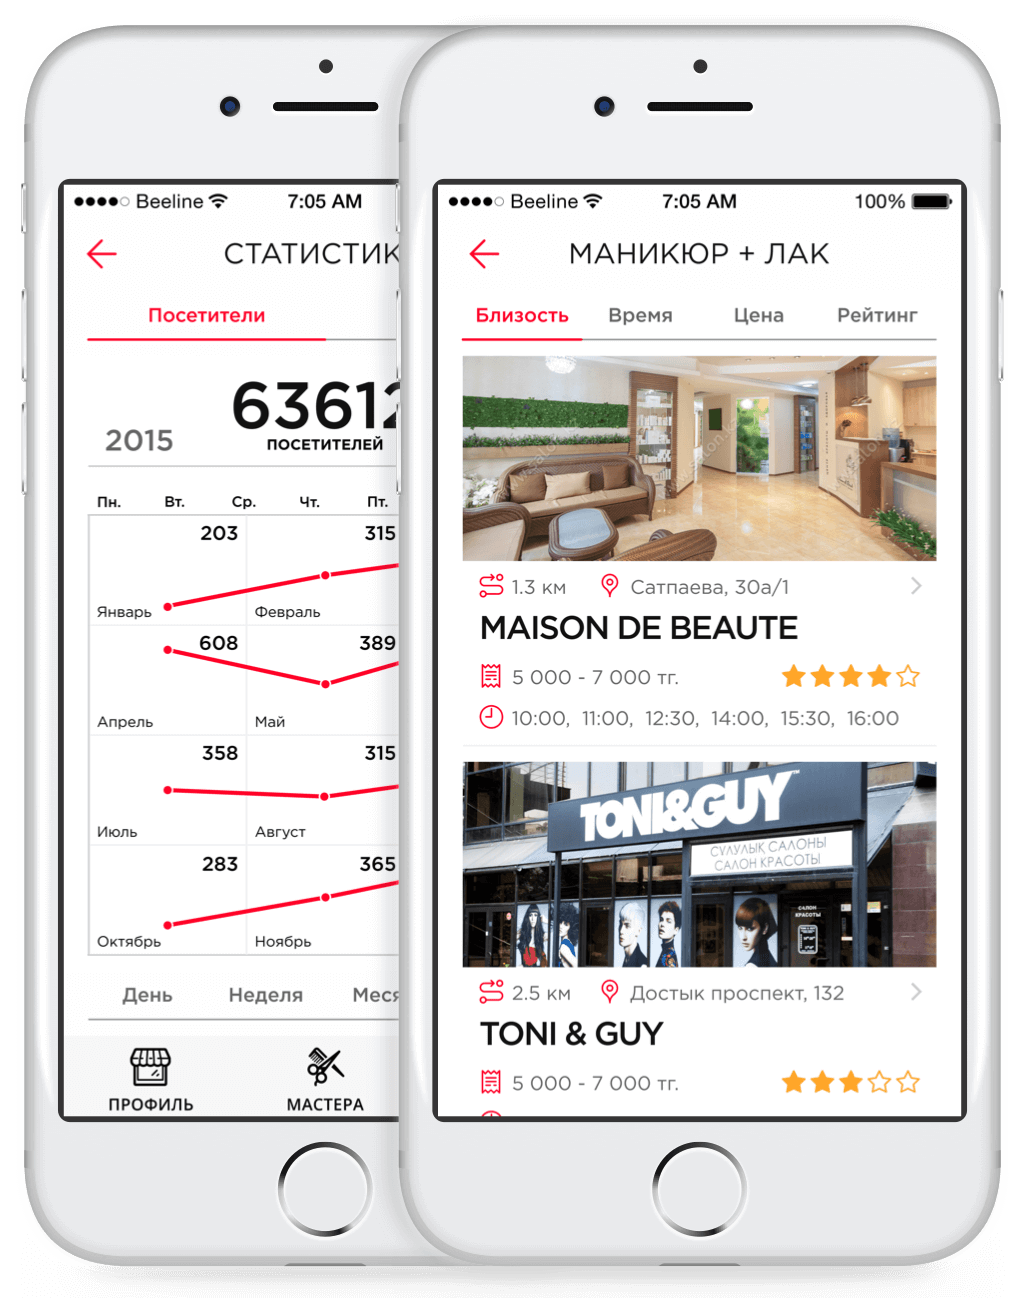 Beeline 7:05 AM
СТАТИСТИК
Посетители
2015
63612
ПОСЕТИТЕЛЕЙ
Пн. Вт. Ср. Чт. Пт.
203 315
Январь Февраль
608 389
Апрель Май
358 315
Июль Август
283 365
Октябрь Ноябрь
День Неделя Меся
ПРОФИЛЬ МАСТЕРА
Beeline 7:05 AM 100%
МАНИКЮР + ЛАК
Близость Время Цена Рейтинг
1.3 км Сатпаева, 30а/1
MAISON DE BEAUTE
5 000 - 7 000 тг.
10:00, 11:00, 12:30, 14:00, 15:30, 16:00
TONI&GUY
СУЛУЛЫК САЛОНЫ
САЛОН КРАСОТЫ
САЛОН
КРАСОТЫ
2.5 км Достык проспект, 132
TONI & GUY
5 000 - 7 000 тг.